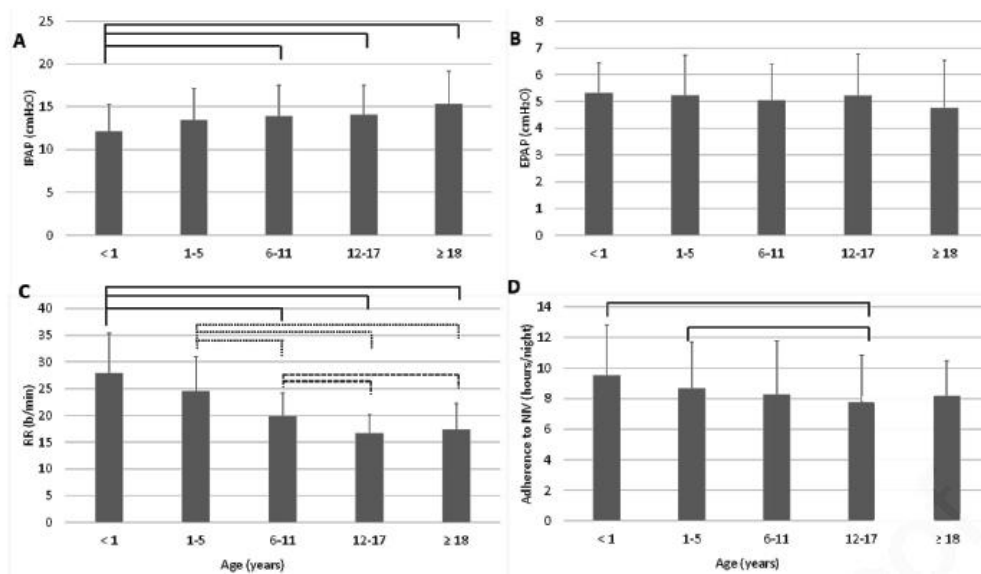 A
IPAP (cmH₂O)
25
20
15
10
5
0
< 1 1-5 6-11 12-17 ≥ 18
B
EPAP (cmH₂O)
8
7
6
5
4
3
2
1
0
< 1 1-5 6-11 12-17 ≥ 18
C
RR (b/min)
40
35
30
25
20
15
10
5
0
< 1 1-5 6-11 12-17 ≥ 18
Age (years)
D
Adherence to NIV (hours/night)
14
12
10
8
6
4
2
0
< 1 1-5 6-11 12-17 ≥ 18
Age (years)